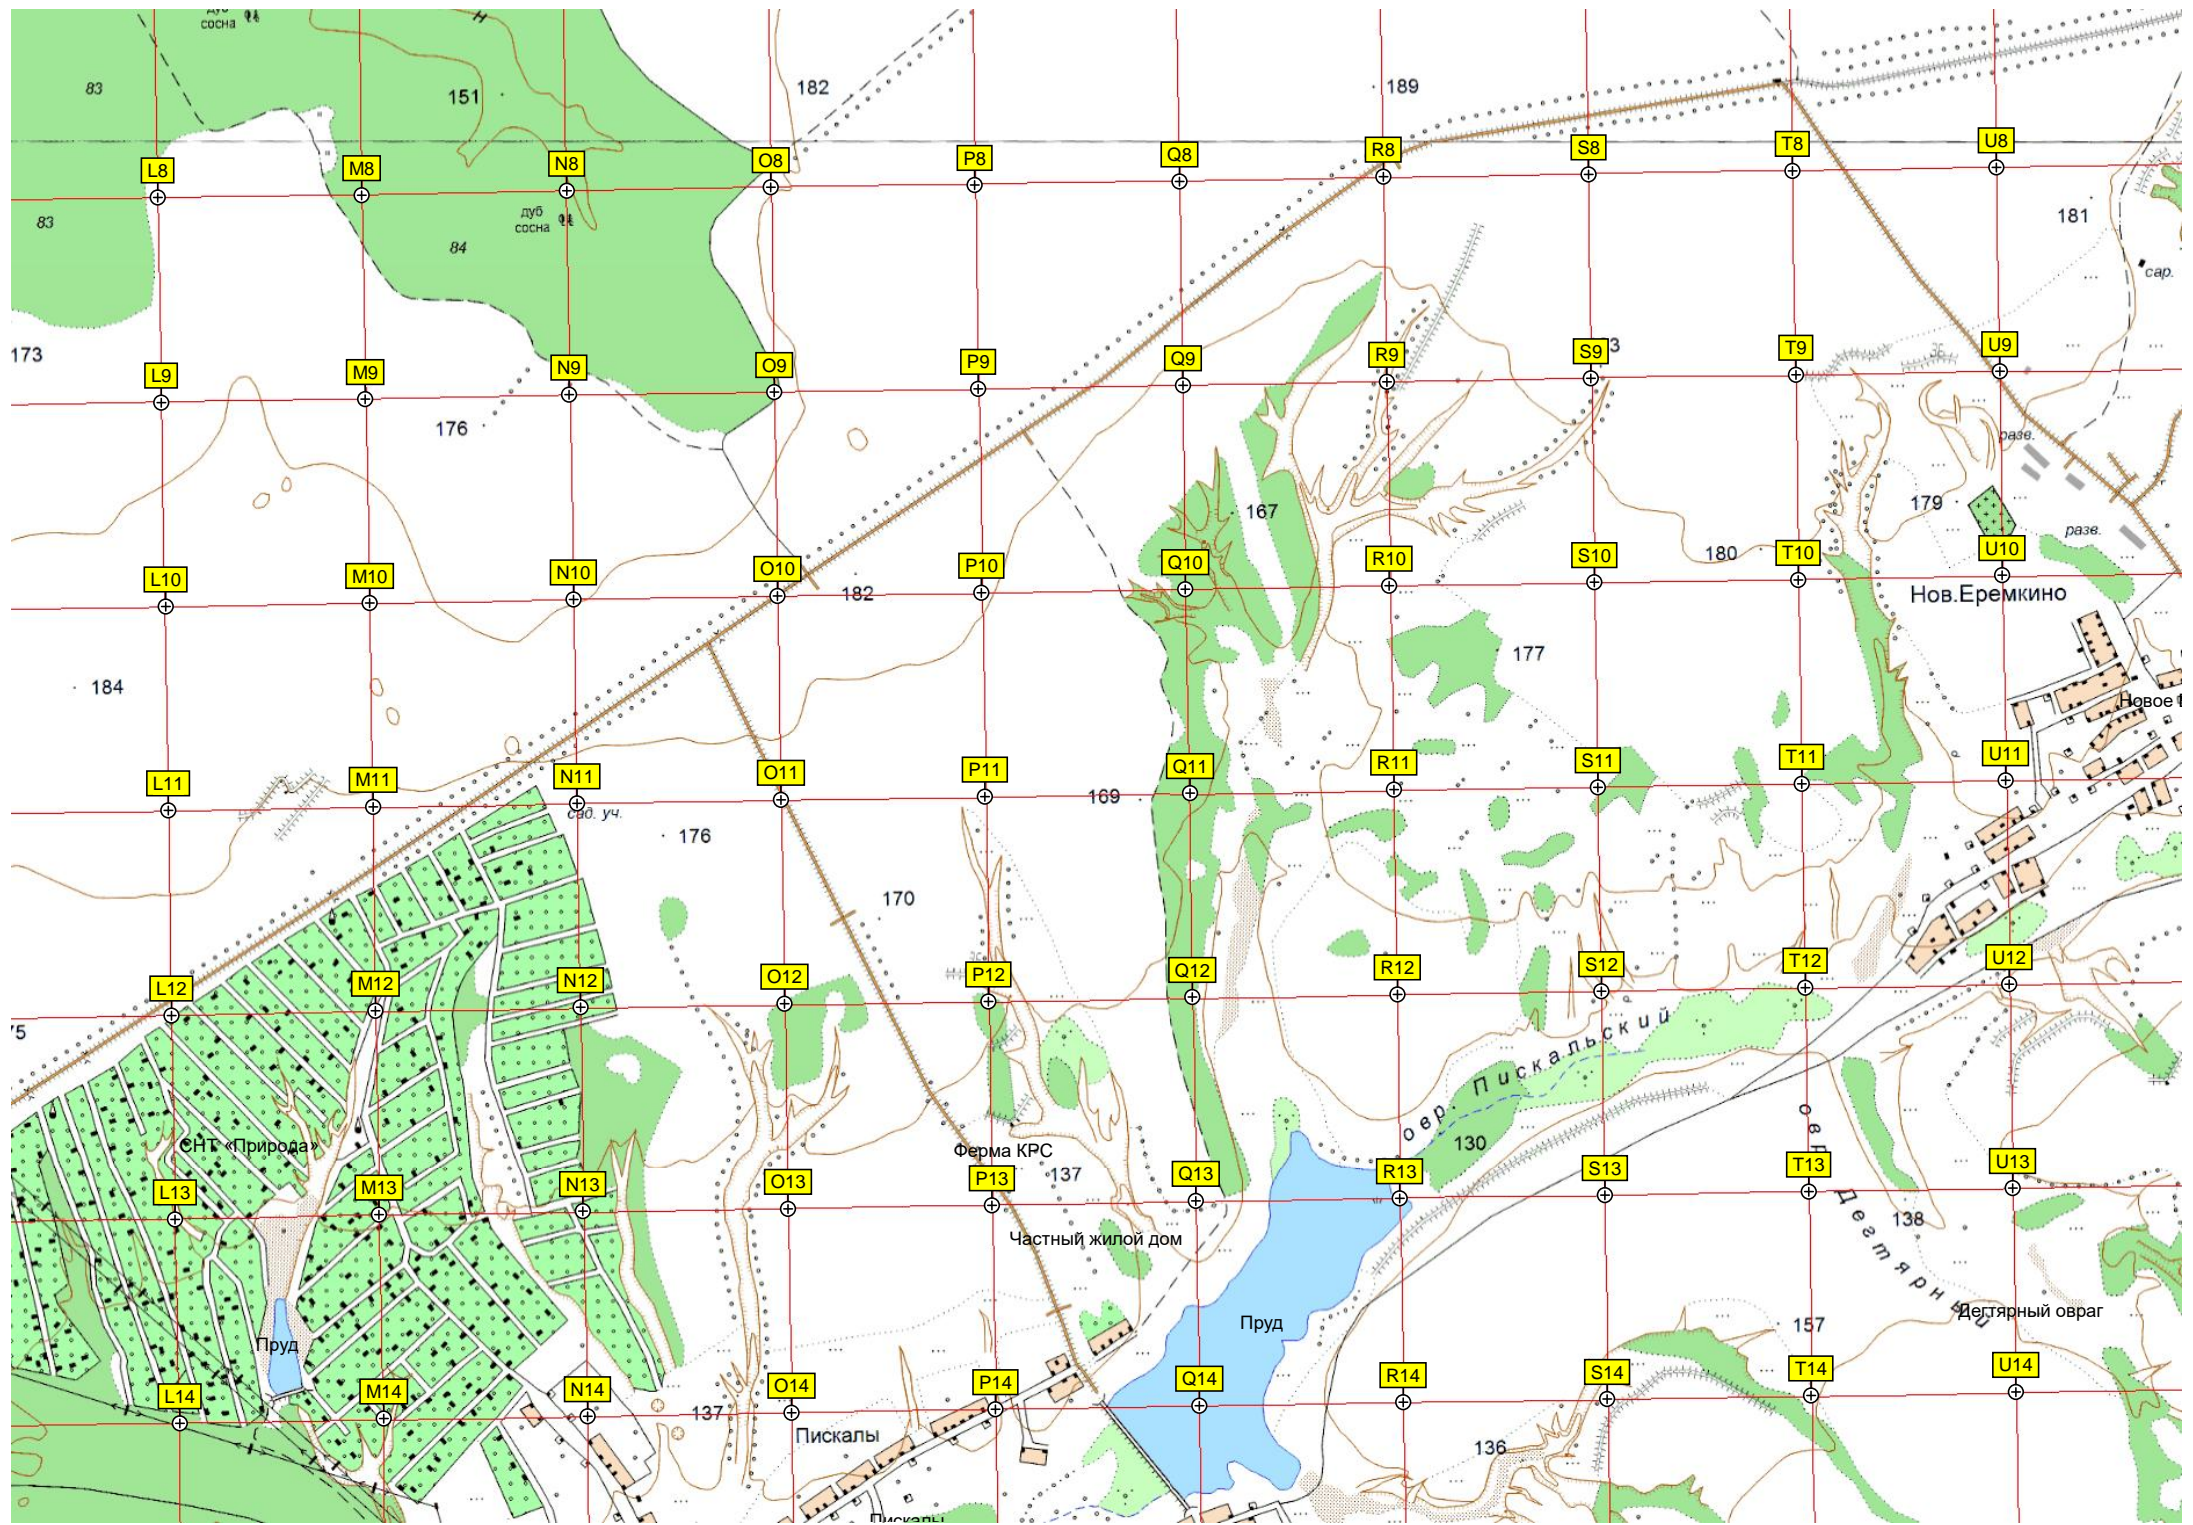 дуб
сосна
83
151
182
189
L8
M8
N8
O8
P8
Q8
R8
S8
T8
U8
83
84
дуб
сосна
181
сар.
173
L9
M9
N9
O9
P9
Q9
R9
S9
3
T9
U9
176
разв.
167
179
разв.
L10
M10
N10
O10
P10
Q10
R10
S10
180
T10
U10
182
Нов.Еремкино
184
177
Новое
L11
M11
N11
O11
P11
Q11
R11
S11
T11
U11
сад. уч.
169
176
170
L12
M12
N12
O12
P12
Q12
R12
S12
T12
U12
75
овр. Пискальский
130
СНТ «Природа»
Ферма КРС
137
овр. Дегтярный
L13
M13
N13
O13
P13
Q13
R13
S13
T13
U13
138
Частный жилой дом
Пруд
Пруд
157
Дегтярный овраг
L14
M14
N14
O14
P14
Q14
R14
S14
T14
U14
137
Пискалы
136
Пискалы